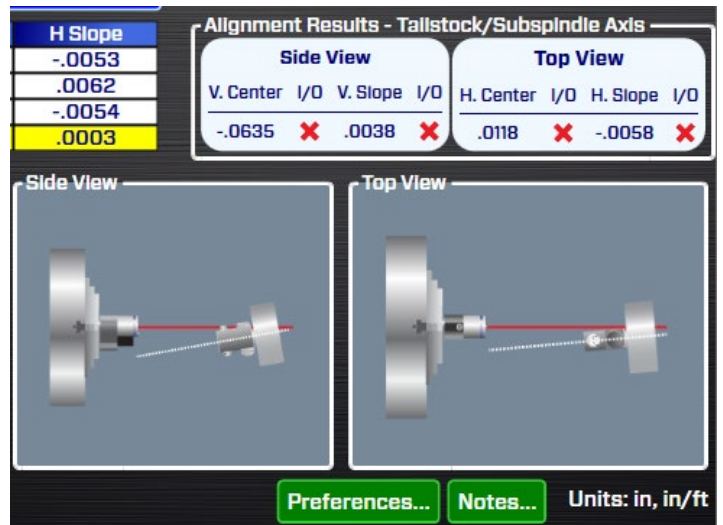 H Slope
-.0053
.0062
-.0054
.0003
Alignment Results - Tailstock/Subspindle Axis
Side View
V. Center I/O V. Slope I/O
-.0635 .0038
Top View
H. Center I/O H. Slope I/O
.0118 -.0058
Side View
Top View
Preferences... Notes... Units: in, in/ft